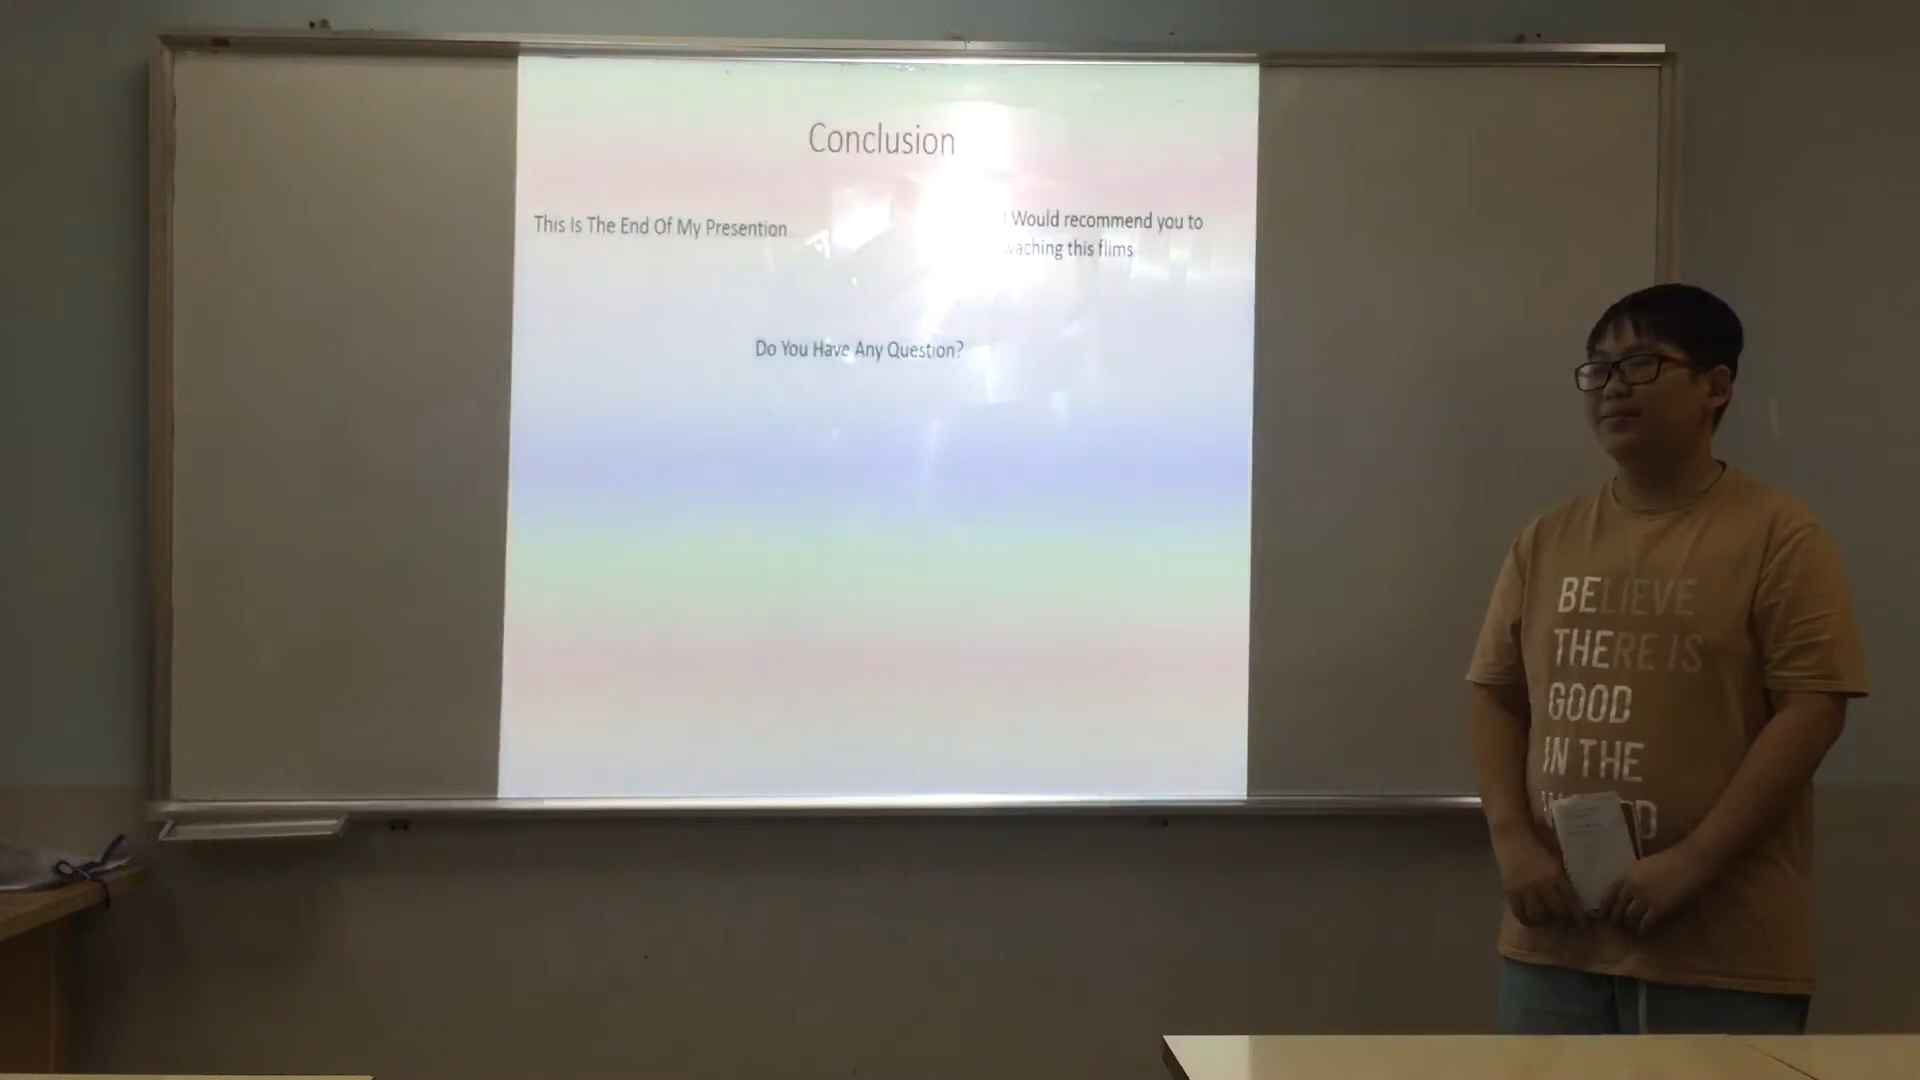 Conclusion
This Is The End Of My Presention
I Would recommend you to
waching this flims
Do You Have Any Question?
BELIEVE
THERE IS
GOOD
IN THE